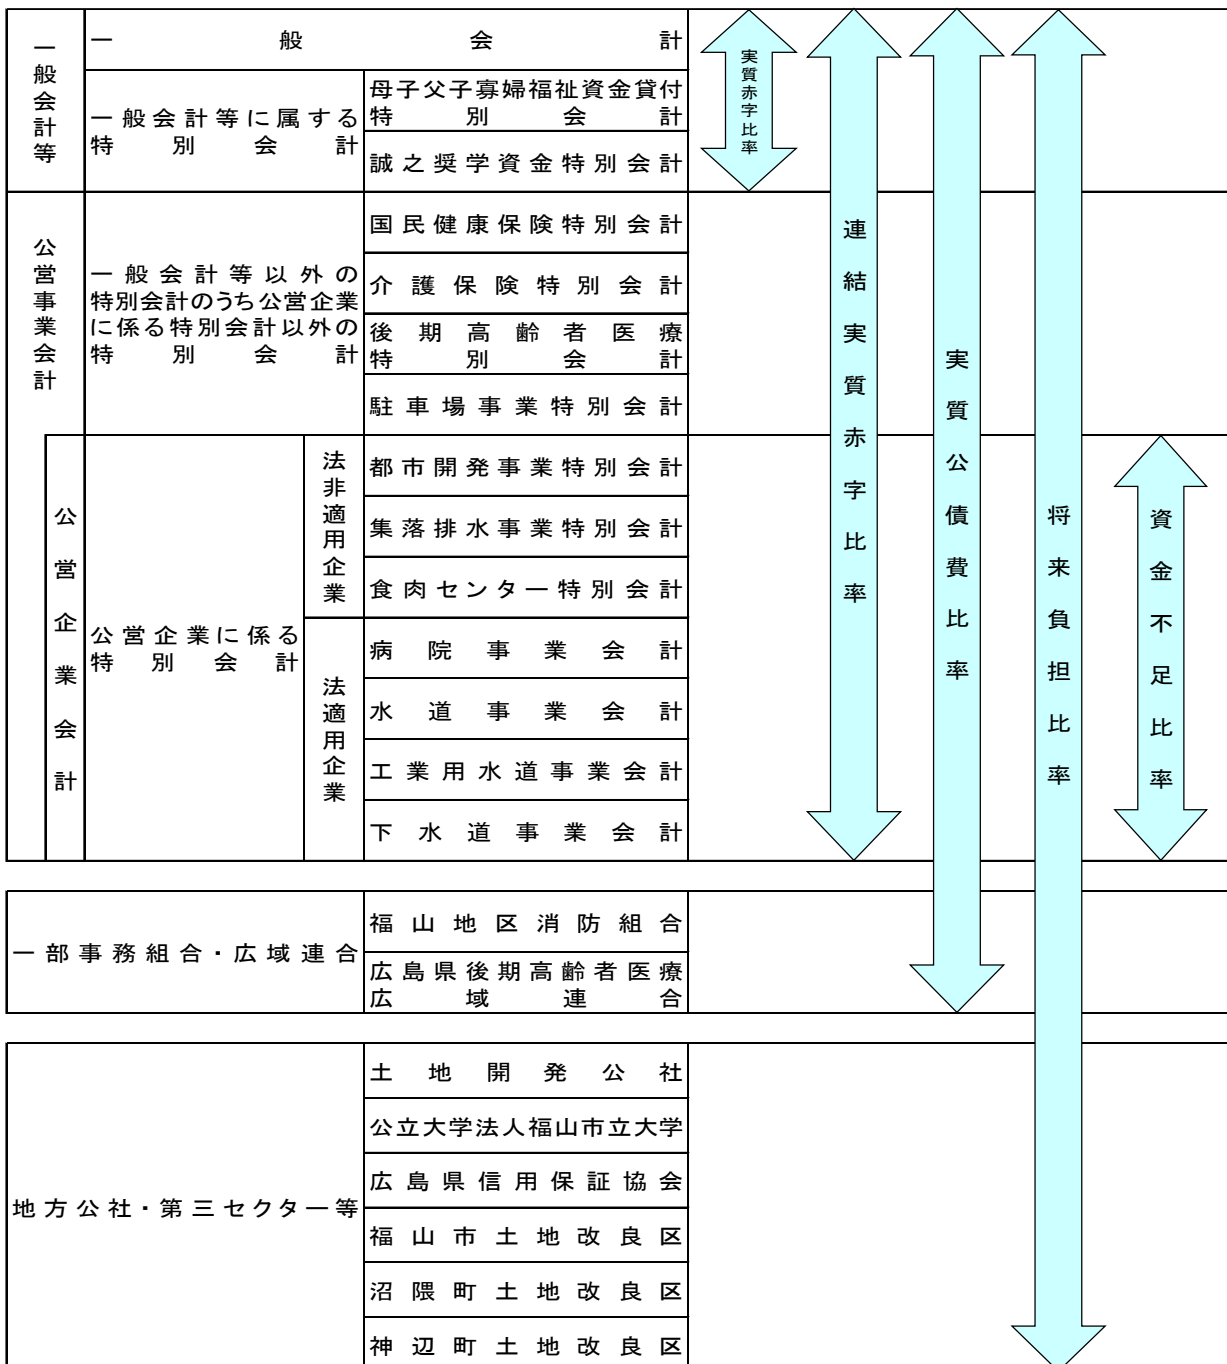 一般会計等
一般会計
一般会計等に属する
特別会計
母子父子寡婦福祉資金貸付
特別会計
誠之奨学資金特別会計
公営事業会計
一般会計等以外の
特別会計のうち公営企業
に係る特別会計以外の
特別会計
国民健康保険特別会計
介護保険特別会計
後期高齢者医療
特別会計
駐車場事業特別会計
公営企業会計
公営企業に係る
特別会計
法非適用企業
都市開発事業特別会計
集落排水事業特別会計
食肉センター特別会計
法適用企業
病院事業会計
水道事業会計
工業用水道事業会計
下水道事業会計
実質赤字比率
連結実質赤字比率
実質公債費比率
将来負担比率
資金不足比率
一部事務組合・広域連合
福山地区消防組合
広島県後期高齢者医療
広域連合
地方公社・第三セクター等
土地開発公社
公立大学法人福山市立大学
広島県信用保証協会
福山市土地改良区
沼隈町土地改良区
神辺町土地改良区